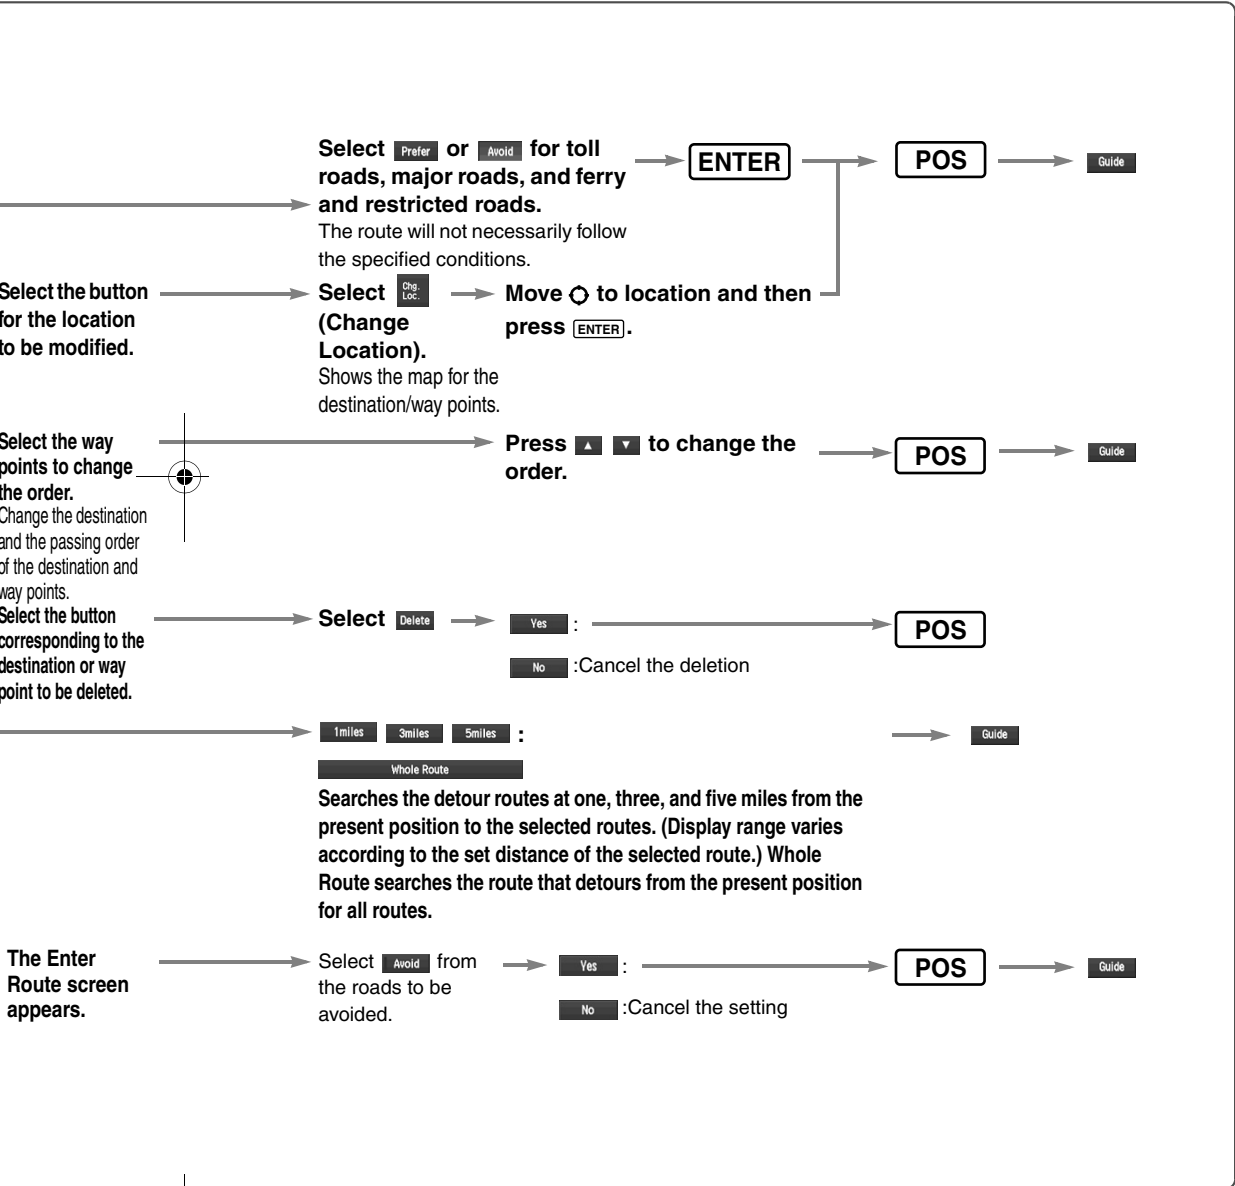 Select Prefer or Avoid for toll
roads, major roads, and ferry
and restricted roads.
The route will not necessarily follow
the specified conditions.
ENTER
POS
Guide
Select the button
for the location
to be modified.
Select Chg. Loc.
(Change
Location).
Shows the map for the
destination/way points.
Move to location and then
press ENTER.
Select the way
points to change
the order.
Change the destination
and the passing order
of the destination and
way points.
Press ▲ ▼ to change the
order.
POS
Guide
Select the button
corresponding to the
destination or way
point to be deleted.
Select Delete
Yes :
No :Cancel the deletion
POS
1miles 3miles 5miles :
Whole Route
Searches the detour routes at one, three, and five miles from the
present position to the selected routes. (Display range varies
according to the set distance of the selected route.) Whole
Route searches the route that detours from the present position
for all routes.
Guide
The Enter
Route screen
appears.
Select Avoid from
the roads to be
avoided.
Yes :
No :Cancel the setting
POS
Guide